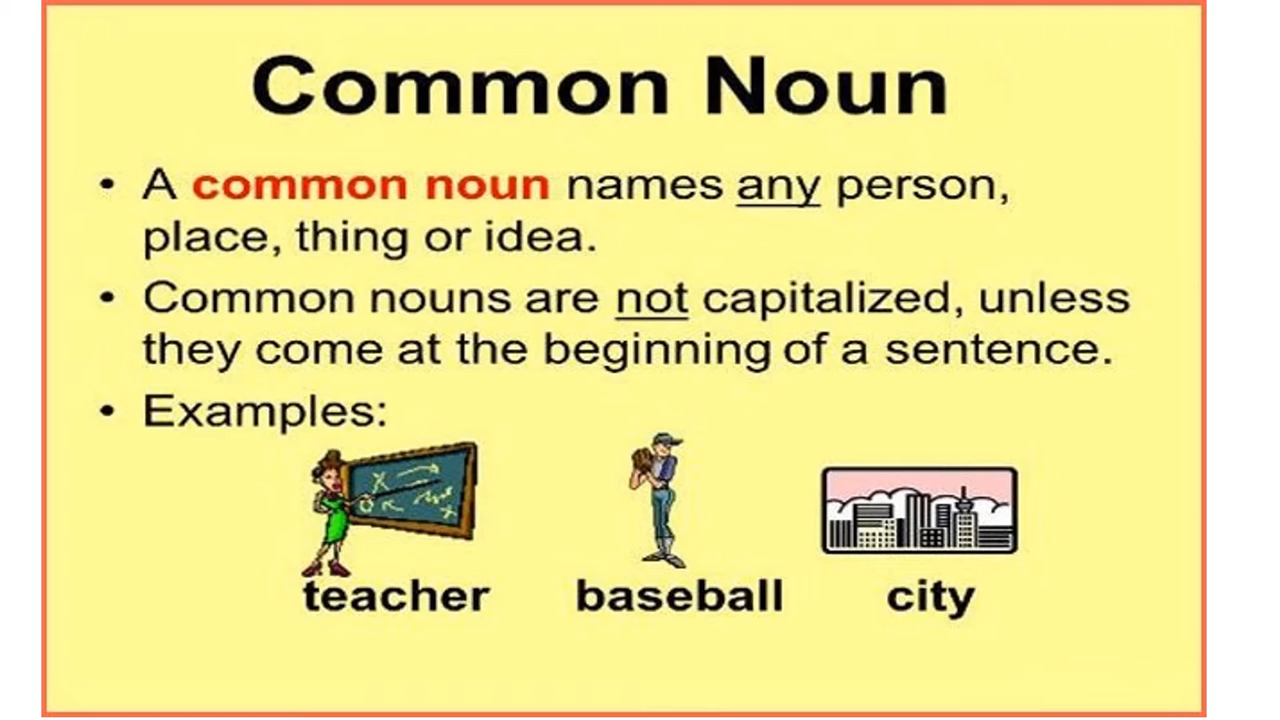 Common Noun
• A common noun names any person,
place, thing or idea.
• Common nouns are not capitalized, unless
they come at the beginning of a sentence.
• Examples:
teacher baseball city